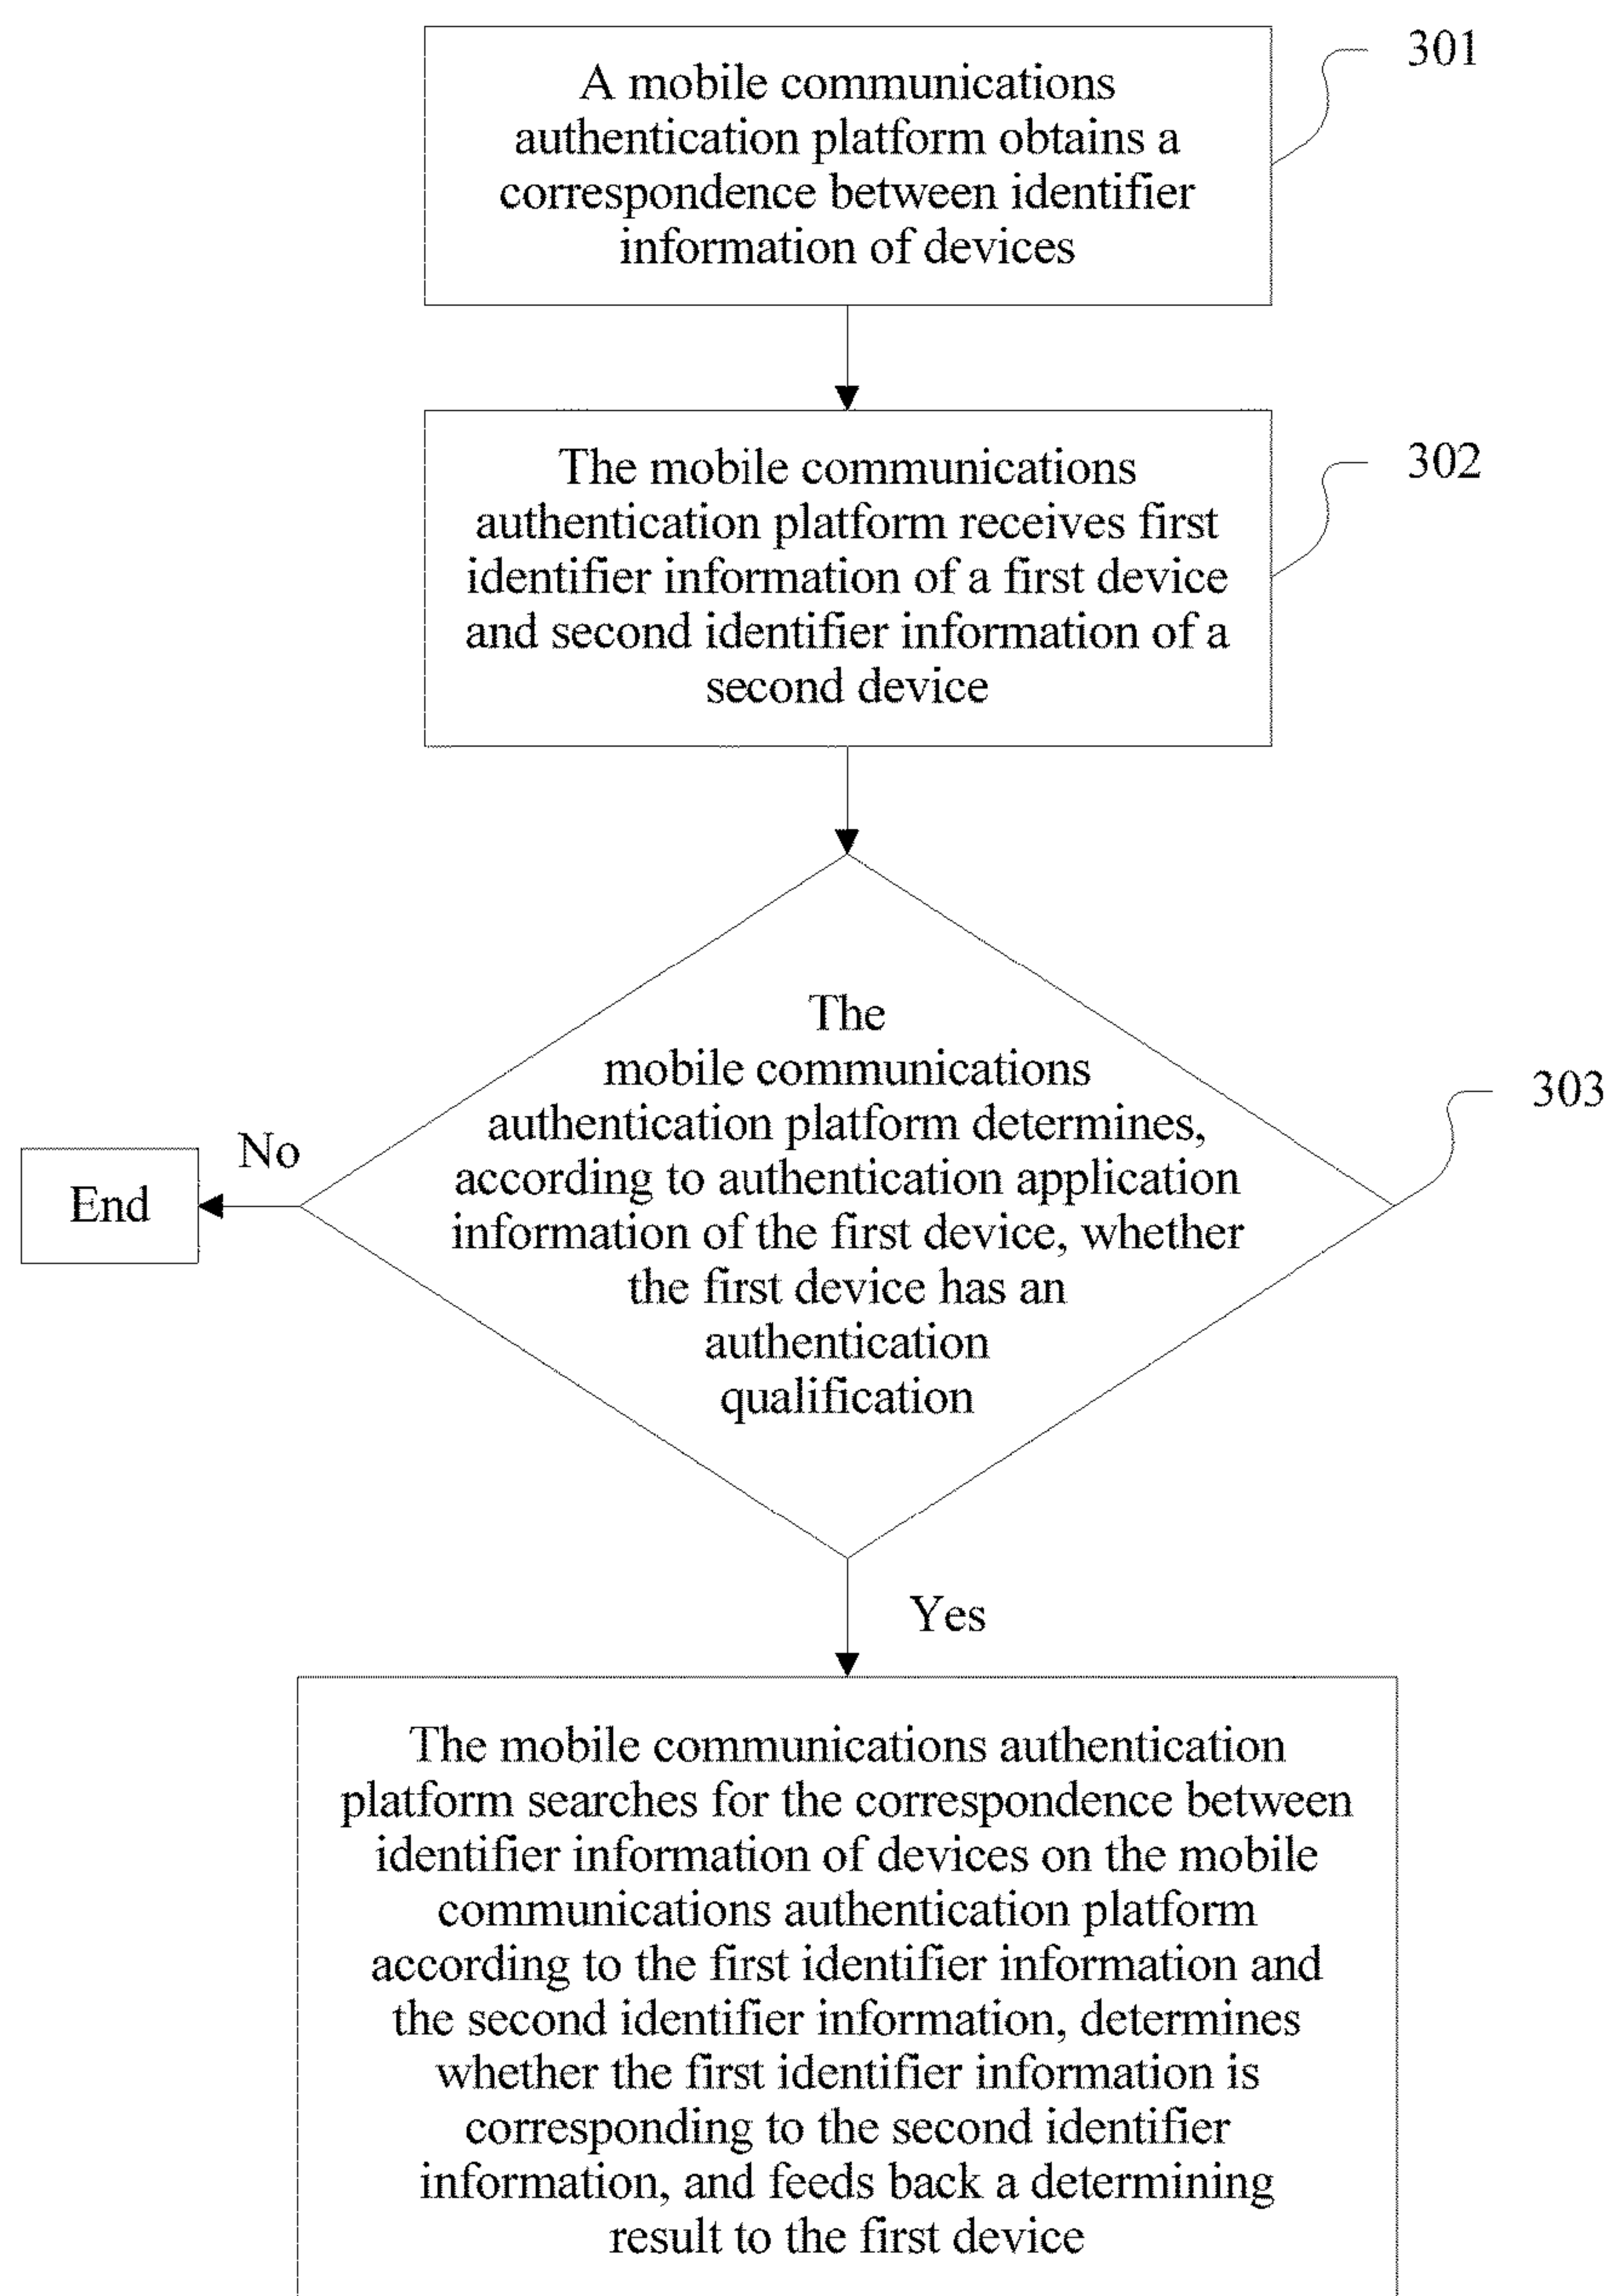 A mobile communications
authentication platform obtains a
correspondence between identifier
information of devices
301
The mobile communications
authentication platform receives first
identifier information of a first device
and second identifier information of a
second device
302
The
mobile communications
authentication platform determines,
according to authentication application
information of the first device, whether
the first device has an
authentication
qualification
303
No
End
Yes
The mobile communications authentication
platform searches for the correspondence between
identifier information of devices on the mobile
communications authentication platform
according to the first identifier information and
the second identifier information, determines
whether the first identifier information is
corresponding to the second identifier
information, and feeds back a determining
result to the first device